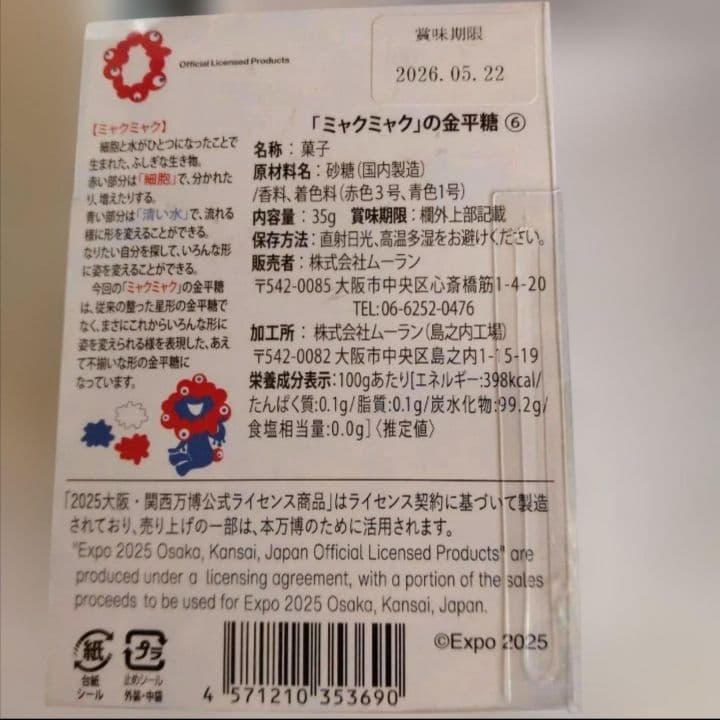 Official Licensed Products
賞味期限
2026.05.22
【ミャクミャク】
細胞と水がひとつになったことで
生まれた、ふしぎな生き物。
赤い部分は「細胞」で、分かれた
り、増えたりする。
青い部分は「清い水」で、流れる
様に形を変えることができる。
なりたい自分を探して、いろんな形
に姿を変えることができる。
今回の「ミャクミャク」の金平糖
は、従来の整った星形の金平糖で
なく、まさにこれからいろんな形に
姿を変えられる様を表現した、あえ
て不揃いな形の金平糖に
なっています。
「ミャクミャク」の金平糖 ⑥
名称：菓子
原材料名：砂糖(国内製造)
/香料、着色料(赤色3号、青色1号)
内容量：35g 賞味期限：欄外上部記載
保存方法：直射日光、高温多湿をお避けください。
販売者：株式会社ムーラン
〒542-0085 大阪市中央区心斎橋筋1-4-20
TEL:06-6252-0476
加工所：株式会社ムーラン(島之内工場)
〒542-0082 大阪市中央区島之内1-15-19
栄養成分表示:100gあたり[エネルギー:398kcal/
たんぱく質:0.1g/脂質:0.1g/炭水化物:99.2g/
食塩相当量:0.0g]〈推定値〉
「2025大阪・関西万博公式ライセンス商品」はライセンス契約に基づいて製造
されており、売り上げの一部は、本万博のために活用されます。
"Expo 2025 Osaka, Kansai, Japan Official Licensed Products" are
produced under a licensing agreement, with a portion of the sales
proceeds to be used for Expo 2025 Osaka, Kansai, Japan.
紙
台紙
シール
プラ
止めシール
外装・中袋
4 571210 353690
©Expo 2025